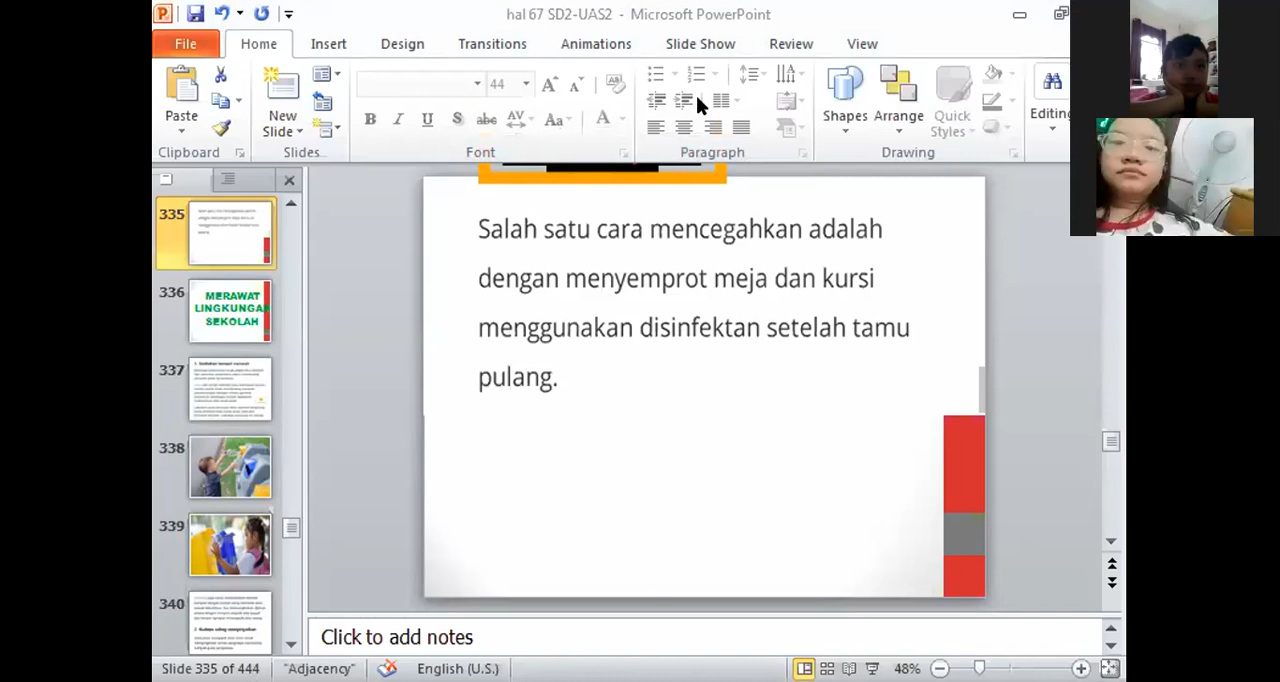 hal 67 SD2-UAS2 - Microsoft PowerPoint
File Home Insert Design Transitions Animations Slide Show Review View
44
Paste
New Slide
Shapes Arrange Quick Styles Editing
Clipboard Slides Font Paragraph Drawing
Salah satu cara mencegahkan adalah
dengan menyemprot meja dan kursi
menggunakan disinfektan setelah tamu
pulang.
335
336
MERAWAT
LINGKUNGAN
SEKOLAH
337
338
339
340
Click to add notes
Slide 335 of 444 "Adjacency" English (U.S.) 48%